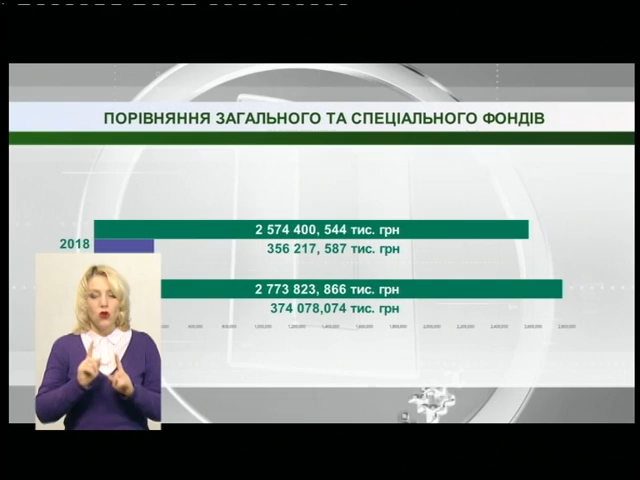 ПОРІВНЯННЯ ЗАГАЛЬНОГО ТА СПЕЦІАЛЬНОГО ФОНДІВ
2 574 400, 544 тис. грн
2018
356 217, 587 тис. грн
2 773 823, 866 тис. грн
374 078,074 тис. грн